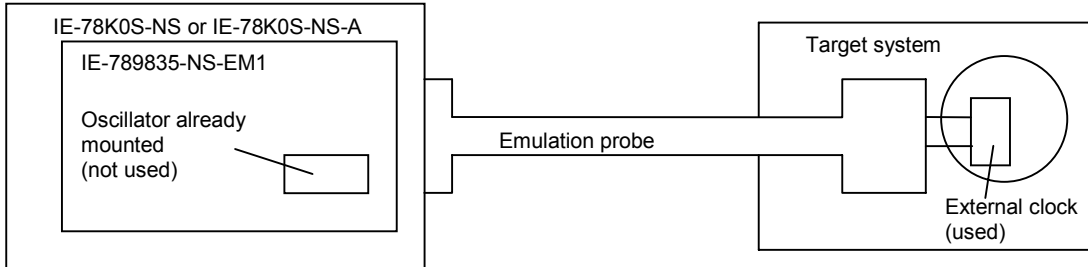 IE-78K0S-NS or IE-78K0S-NS-A
IE-789835-NS-EM1
Oscillator already
mounted
(not used)
Emulation probe
Target system
External clock
(used)